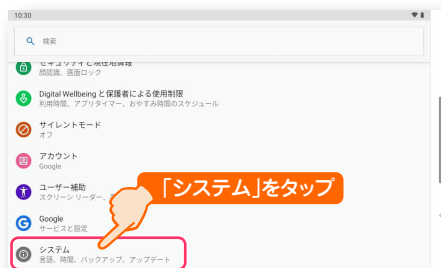 10:30
検索
セキュリティと現在地情報
顔認識、画面ロック
Digital Wellbeing と保護者による使用制限
利用時間、アプリタイマー、おやすみ時間のスケジュール
サイレントモード
オフ
アカウント
Google
ユーザー補助
スクリーン リーダー、
「システム」をタップ
Google
サービスと設定
システム
言語、時間、バックアップ、アップデート